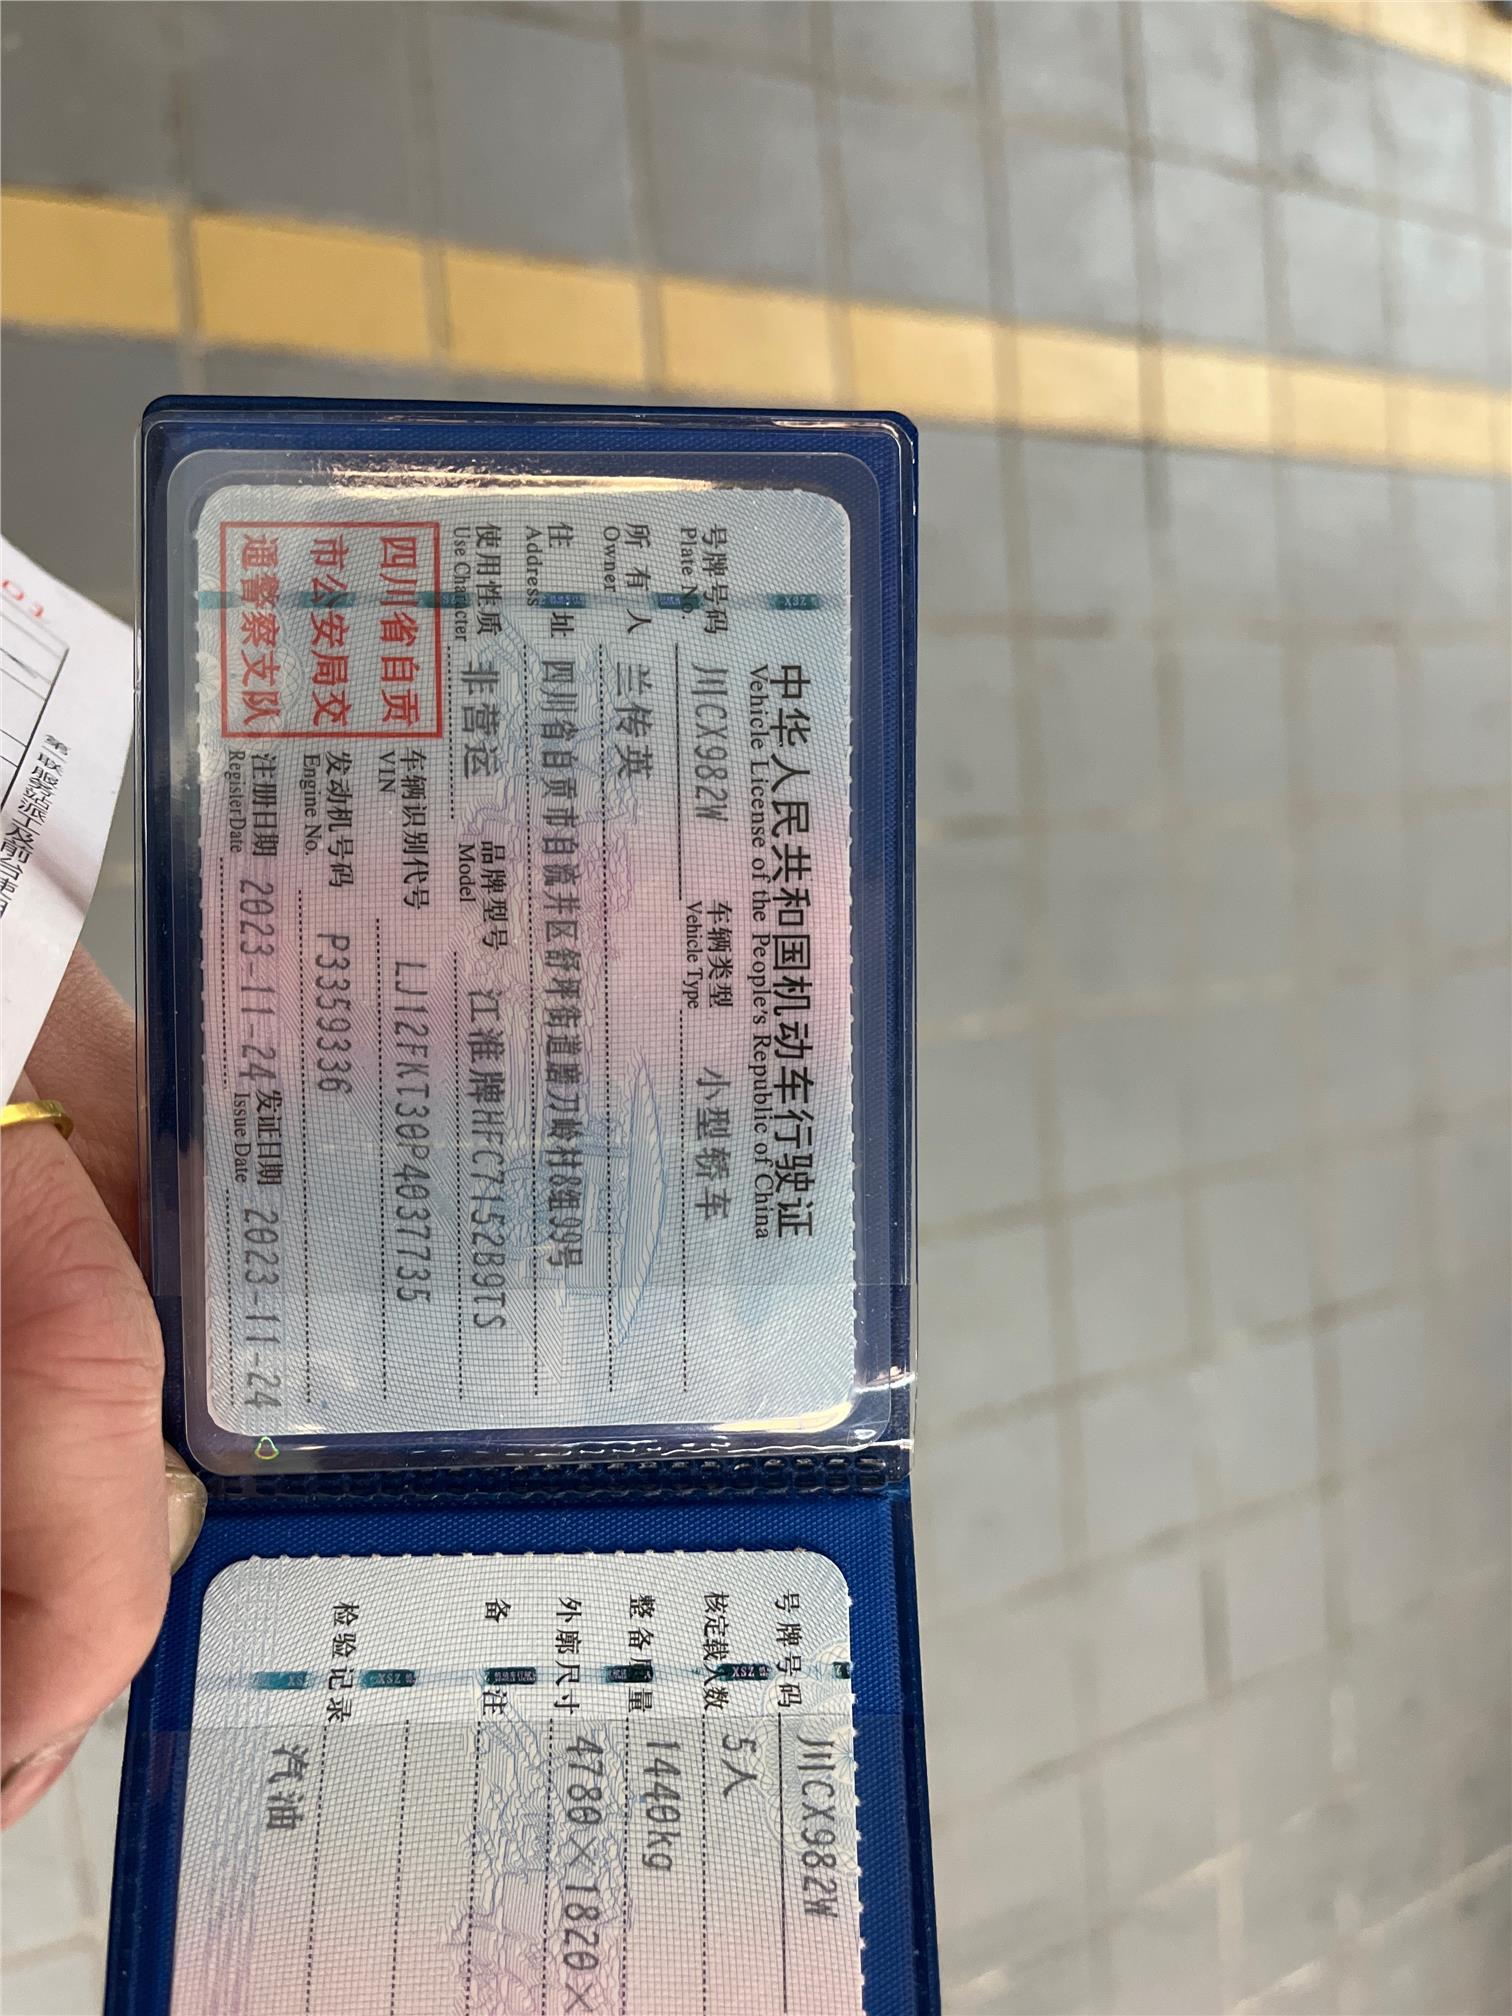 中华人民共和国机动车行驶证
Vehicle License of the People's Republic of China
号牌号码 川CX982W 车辆类型 小型轿车
Plate No. Vehicle Type
所有人 兰传英
Owner
住址 四川省自贡市自流井区舒坪街道磨刀岭村8组99号
Address
使用性质 非营运 品牌型号 江淮牌HFC7152B9TS
Use Character Model
四川省自贡
市公安局交
通警察支队
车辆识别代号 LJ12FKT30P4037735
VIN
发动机号码 P3359336
Engine No.
注册日期 2023-11-24 发证日期 2023-11-24
Register Date Issue Date
号牌号码 川CX982W
核定载人数 5人
整备质量 1440kg
外廓尺寸 4780×1820×
备注
检验记录
汽油